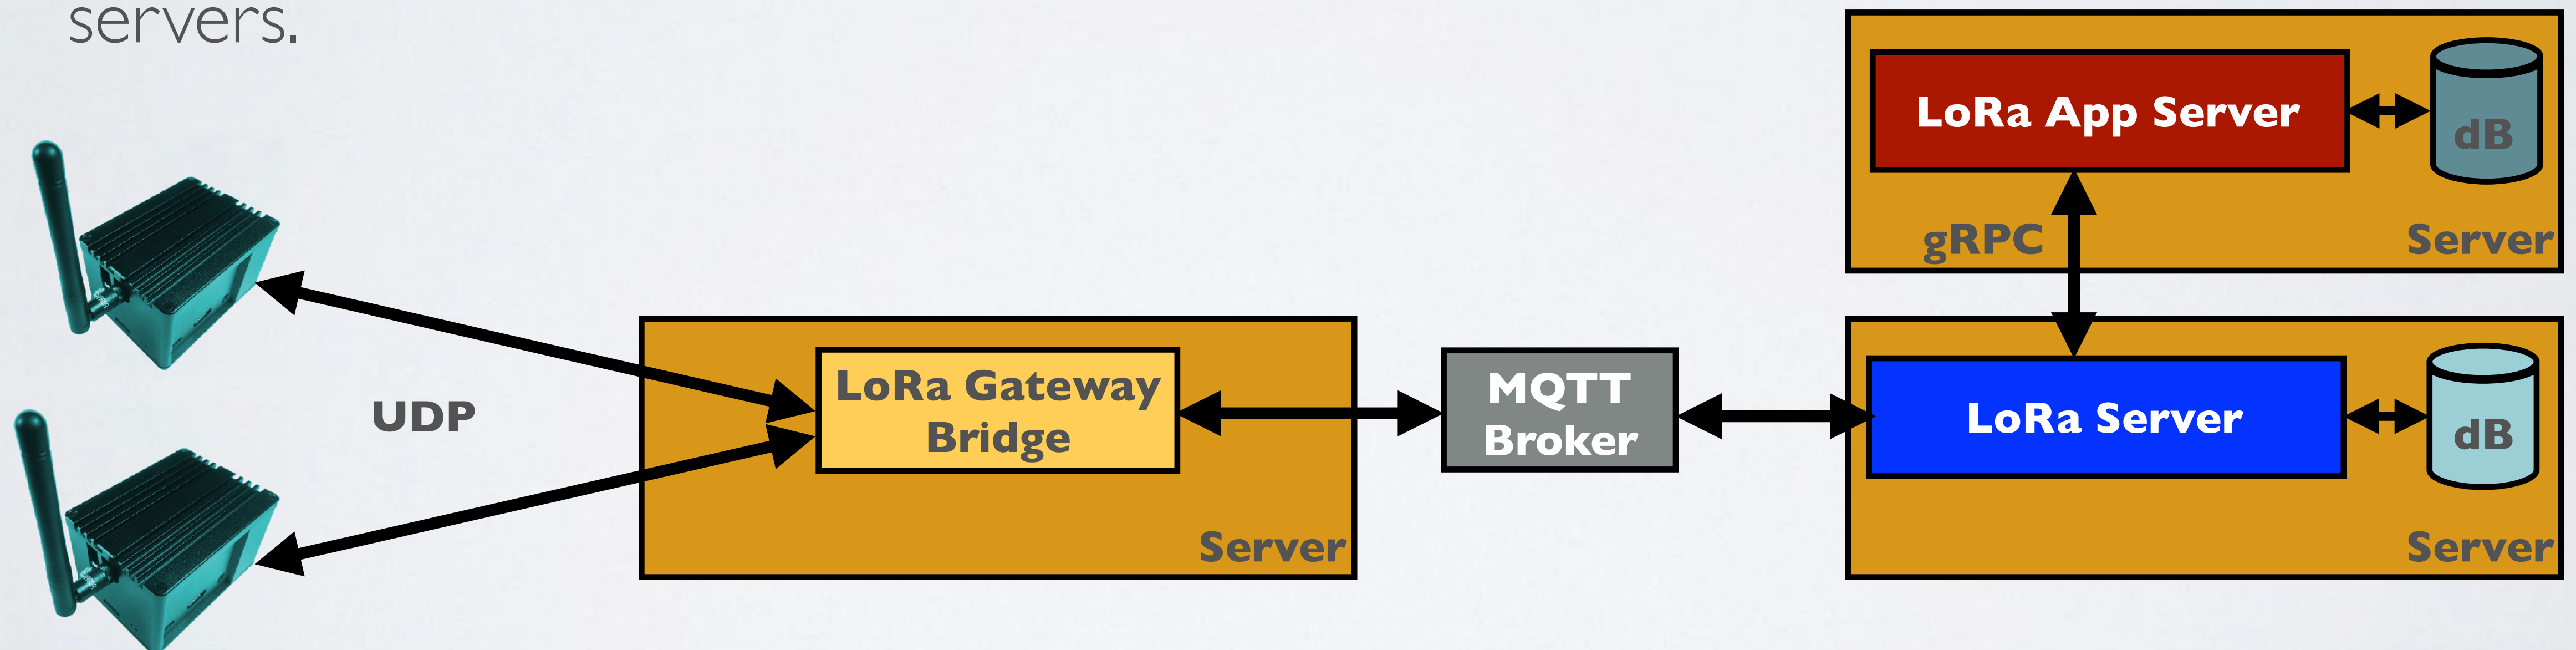 servers.
LoRa App Server
dB
gRPC
Server
UDP
LoRa Gateway
Bridge
Server
MQTT
Broker
LoRa Server
dB
Server